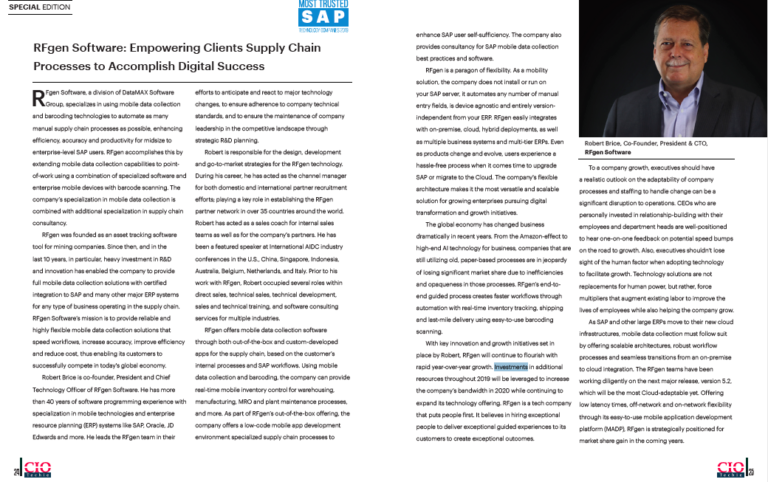 SPECIAL EDITION
MOST TRUSTED
SAP
TECHNOLOGY COMPANIES 2019
RFgen Software: Empowering Clients Supply Chain
Processes to Accomplish Digital Success
RFgen Software, a division of DataMAX Software
Group, specializes in using mobile data collection
and barcoding technologies to automate as many
manual supply chain processes as possible, enhancing
efficiency, accuracy and productivity for midsize to
enterprise-level SAP users. RFgen accomplishes this by
extending mobile data collection capabilities to point-
of-work using a combination of specialized software and
enterprise mobile devices with barcode scanning. The
company's specialization in mobile data collection is
combined with additional specialization in supply chain
consultancy.
RFgen was founded as an asset tracking software
tool for mining companies. Since then, and in the
last 10 years, in particular, heavy investment in R&D
and innovation has enabled the company to provide
full mobile data collection solutions with certified
integration to SAP and many other major ERP systems
for any type of business operating in the supply chain.
RFgen Software's mission is to provide reliable and
highly flexible mobile data collection solutions that
speed workflows, increase accuracy, improve efficiency
and reduce cost, thus enabling its customers to
successfully compete in today's global economy.
Robert Brice is co-founder, President and Chief
Technology Officer of RFgen Software. He has more
than 40 years of software programming experience with
specialization in mobile technologies and enterprise
resource planning (ERP) systems like SAP, Oracle, JD
Edwards and more. He leads the RFgen team in their
efforts to anticipate and react to major technology
changes, to ensure adherence to company technical
standards, and to ensure the maintenance of company
leadership in the competitive landscape through
strategic R&D planning.
Robert is responsible for the design, development
and go-to-market strategies for the RFgen technology.
During his career, he has acted as the channel manager
for both domestic and international partner recruitment
efforts; playing a key role in establishing the RFgen
partner network in over 35 countries around the world.
Robert has acted as a sales coach for internal sales
teams as well as for the company's partners. He has
been a featured speaker at International AIDC industry
conferences in the U.S., China, Singapore, Indonesia,
Australia, Belgium, Netherlands, and Italy. Prior to his
work with RFgen, Robert occupied several roles within
direct sales, technical sales, technical development,
sales and technical training, and software consulting
services for multiple industries.
RFgen offers mobile data collection software
through both out-of-the-box and custom-developed
apps for the supply chain, based on the customer's
internal processes and SAP workflows. Using mobile
data collection and barcoding, the company can provide
real-time mobile inventory control for warehousing,
manufacturing, MRO and plant maintenance processes,
and more. As part of RFgen's out-of-the-box offering, the
company offers a low-code mobile app development
environment specialized supply chain processes to
enhance SAP user self-sufficiency. The company also
provides consultancy for SAP mobile data collection
best practices and software.
RFgen is a paragon of flexibility. As a mobility
solution, the company does not install or run on
your SAP server, it automates any number of manual
entry fields, is device agnostic and entirely version-
independent from your ERP. RFgen easily integrates
with on-premise, cloud, hybrid deployments, as well
as multiple business systems and multi-tier ERPs. Even
as products change and evolve, users experience a
hassle-free process when it comes time to upgrade
SAP or migrate to the Cloud. The company's flexible
architecture makes it the most versatile and scalable
solution for growing enterprises pursuing digital
transformation and growth initiatives.
The global economy has changed business
dramatically in recent years. From the Amazon-effect to
high-end AI technology for business, companies that are
still utilizing old, paper-based processes are in jeopardy
of losing significant market share due to inefficiencies
and opaqueness in those processes. RFgen's end-to-
end guided process creates faster workflows through
automation with real-time inventory tracking, shipping
and last-mile delivery using easy-to-use barcoding
scanning.
With key innovation and growth initiatives set in
place by Robert, RFgen will continue to flourish with
rapid year-over-year growth. Investments in additional
resources throughout 2019 will be leveraged to increase
the company's bandwidth in 2020 while continuing to
expand its technology offering. RFgen is a tech company
that puts people first. It believes in hiring exceptional
people to deliver exceptional guided experiences to its
customers to create exceptional outcomes.
Robert Brice, Co-Founder, President & CTO,
RFgen Software
To a company growth, executives should have
a realistic outlook on the adaptability of company
processes and staffing to handle change can be a
significant disruption to operations. CEOs who are
personally invested in relationship-building with their
employees and department heads are well-positioned
to hear one-on-one feedback on potential speed bumps
on the road to growth. Also, executives shouldn't lose
sight of the human factor when adopting technology
to facilitate growth. Technology solutions are not
replacements for human power, but rather, force
multipliers that augment existing labor to improve the
lives of employees while also helping the company grow.
As SAP and other large ERPs move to their new cloud
infrastructures, mobile data collection must follow suit
by offering scalable architectures, robust workflow
processes and seamless transitions from an on-premise
to cloud integration. The RFgen teams have been
working diligently on the next major release, version 5.2,
which will be the most Cloud-adaptable yet. Offering
low latency times, off-network and on-network flexibility
through its easy-to-use mobile application development
platform (MADP), RFgen is strategically positioned for
market share gain in the coming years.
CIO
CIO